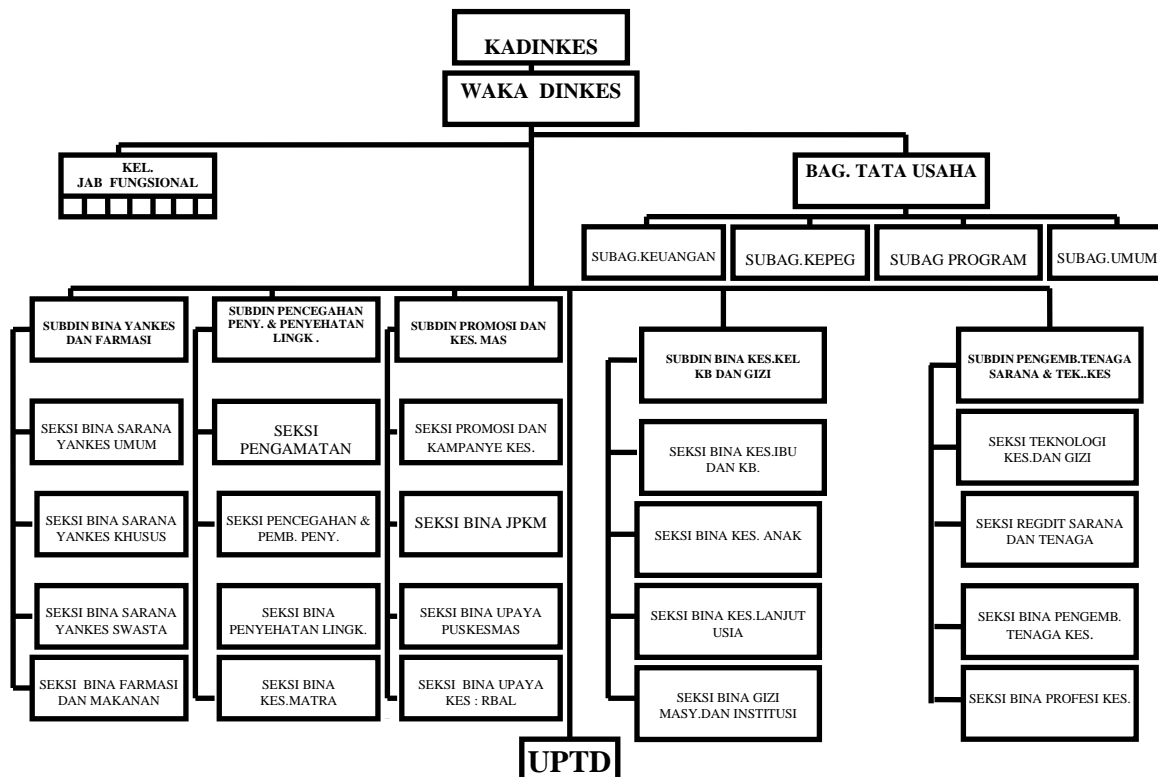 KADINKES
WAKA DINKES
KEL.
JAB FUNGSIONAL
BAG. TATA USAHA
SUBAG.KEUANGAN
SUBAG.KEPEG
SUBAG PROGRAM
SUBAG.UMUM
SUBDIN BINA YANKES
DAN FARMASI
SEKSI BINA SARANA
YANKES UMUM
SEKSI BINA SARANA
YANKES KHUSUS
SEKSI BINA SARANA
YANKES SWASTA
SEKSI BINA FARMASI
DAN MAKANAN
SUBDIN PENCEGAHAN
PENY. & PENYEHATAN
LINGK .
SEKSI
PENGAMATAN
SEKSI PENCEGAHAN &
PEMB. PENY.
SEKSI BINA
PENYEHATAN LINGK.
SEKSI BINA
KES.MATRA
SUBDIN PROMOSI DAN
KES. MAS
SEKSI PROMOSI DAN
KAMPANYE KES.
SEKSI BINA JPKM
SEKSI BINA UPAYA
PUSKESMAS
SEKSI BINA UPAYA
KES : RBAL
SUBDIN BINA KES.KEL
KB DAN GIZI
SEKSI BINA KES.IBU
DAN KB.
SEKSI BINA KES. ANAK
SEKSI BINA KES.LANJUT
USIA
SEKSI BINA GIZI
MASY.DAN INSTITUSI
SUBDIN PENGEMB.TENAGA
SARANA & TEK..KES
SEKSI TEKNOLOGI
KES.DAN GIZI
SEKSI REGDIT SARANA
DAN TENAGA
SEKSI BINA PENGEMB.
TENAGA KES.
SEKSI BINA PROFESI KES.
UPTD